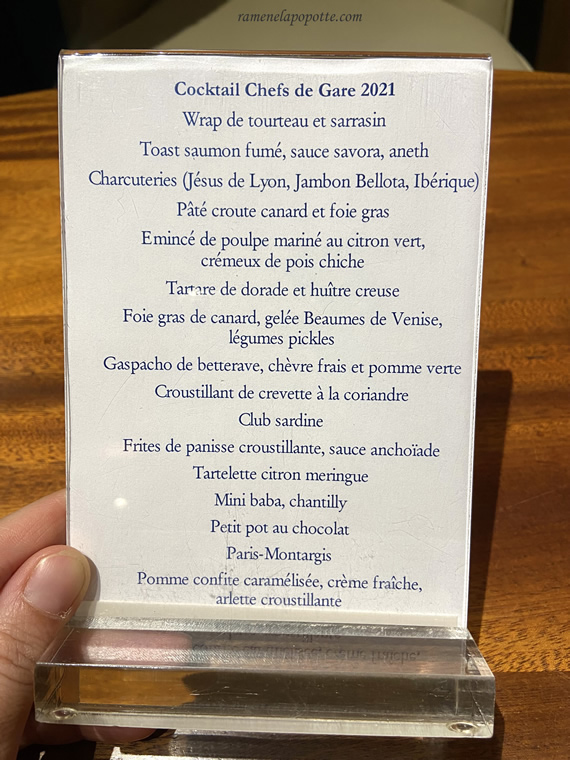 ramenelapopotte.com
Cocktail Chefs de Gare 2021
Wrap de tourteau et sarrasin
Toast saumon fumé, sauce savora, aneth
Charcuteries (Jésus de Lyon, Jambon Bellota, Ibérique)
Pâté croute canard et foie gras
Emincé de poulpe mariné au citron vert,
crémeux de pois chiche
Tartare de dorade et huître creuse
Foie gras de canard, gelée Beaumes de Venise,
légumes pickles
Gaspacho de betterave, chèvre frais et pomme verte
Croustillant de crevette à la coriandre
Club sardine
Frites de panisse croustillante, sauce anchoïade
Tartelette citron meringue
Mini baba, chantilly
Petit pot au chocolat
Paris-Montargis
Pomme confite caramélisée, crème fraîche,
arlette croustillante